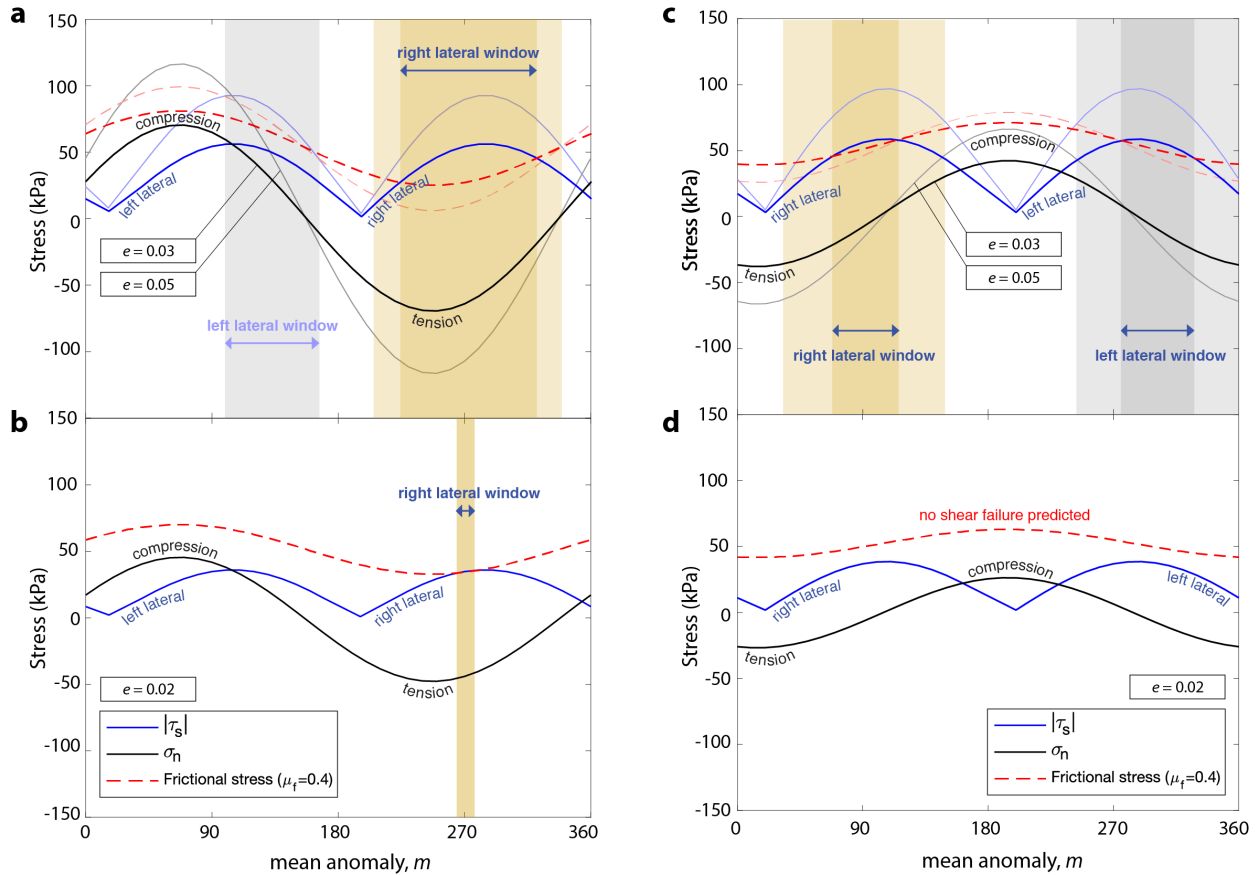 a
150
100
50
0
-50
-100
Stress (kPa)
compression
left lateral
right lateral
tension
e = 0.03
e = 0.05
left lateral window
right lateral window
b
150
100
50
0
-50
-100
-150
Stress (kPa)
compression
left lateral
right lateral
tension
right lateral window
e = 0.02
|τs|
σn
Frictional stress (μf=0.4)
0
90
180
270
360
mean anomaly, m
c
150
100
50
0
-50
-100
Stress (kPa)
compression
right lateral
left lateral
tension
e = 0.03
e = 0.05
right lateral window
left lateral window
d
150
100
50
0
-50
-100
-150
Stress (kPa)
no shear failure predicted
compression
right lateral
left lateral
tension
e = 0.02
|τs|
σn
Frictional stress (μf=0.4)
0
90
180
270
360
mean anomaly, m